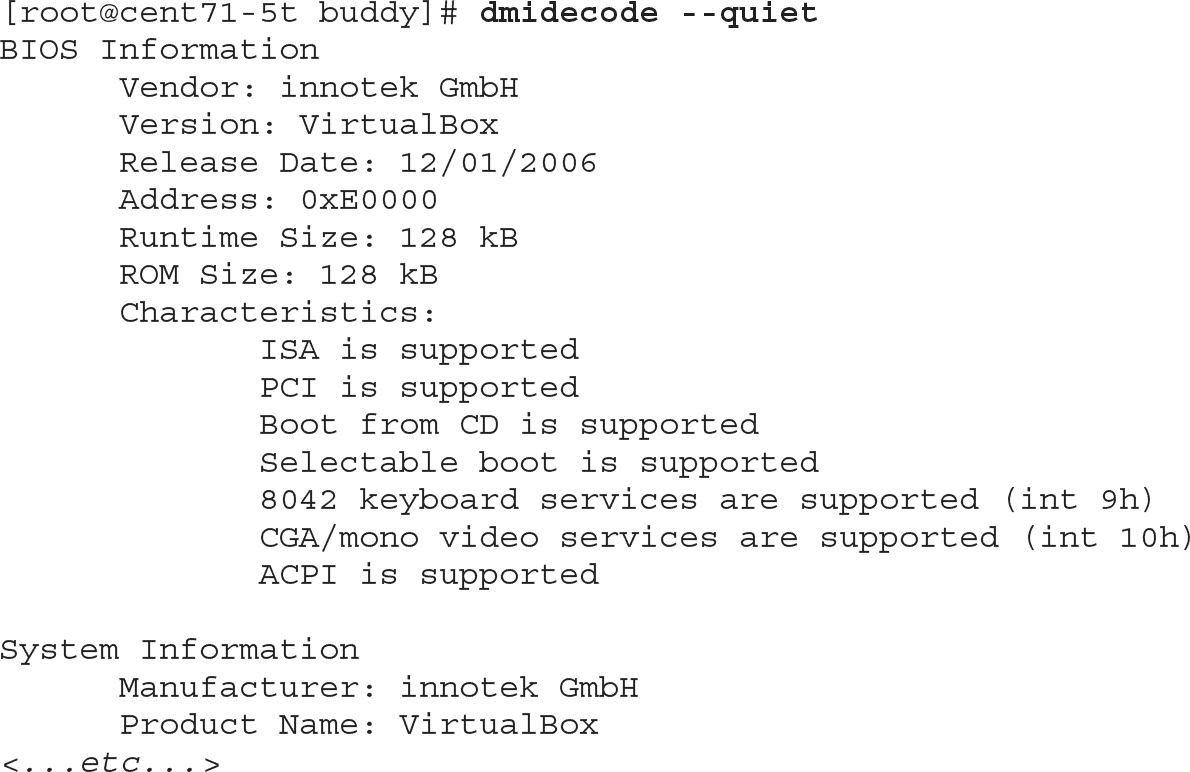 [root@cent71-5t buddy]# dmidecode --quiet
BIOS Information
Vendor: innotek GmbH
Version: VirtualBox
Release Date: 12/01/2006
Address: 0xE0000
Runtime Size: 128 kB
ROM Size: 128 kB
Characteristics:
ISA is supported
PCI is supported
Boot from CD is supported
Selectable boot is supported
8042 keyboard services are supported (int 9h)
CGA/mono video services are supported (int 10h)
ACPI is supported
System Information
Manufacturer: innotek GmbH
Product Name: VirtualBox
<...etc...>